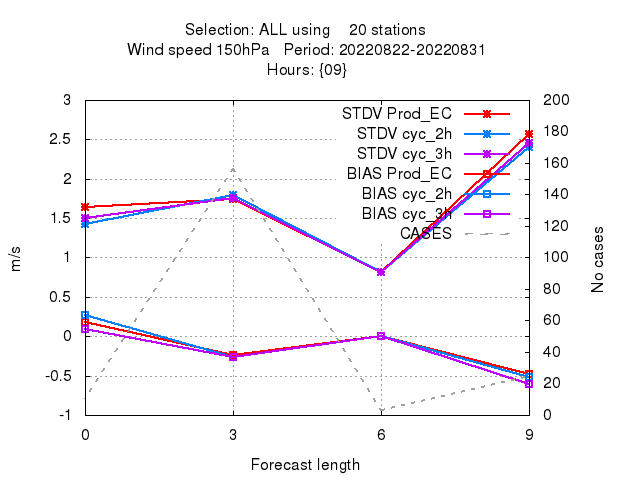 Selection: ALL using 20 stations
Wind speed 150hPa Period: 20220822-20220831
Hours: {09}
STDV Prod_EC
STDV cyc_2h
STDV cyc_3h
BIAS Prod_EC
BIAS cyc_2h
BIAS cyc_3h
CASES
m/s
3
2.5
2
1.5
1
0.5
0
-0.5
-1
200
180
160
140
120
100
80
60
40
20
0
No cases
0 3 6 9
Forecast length